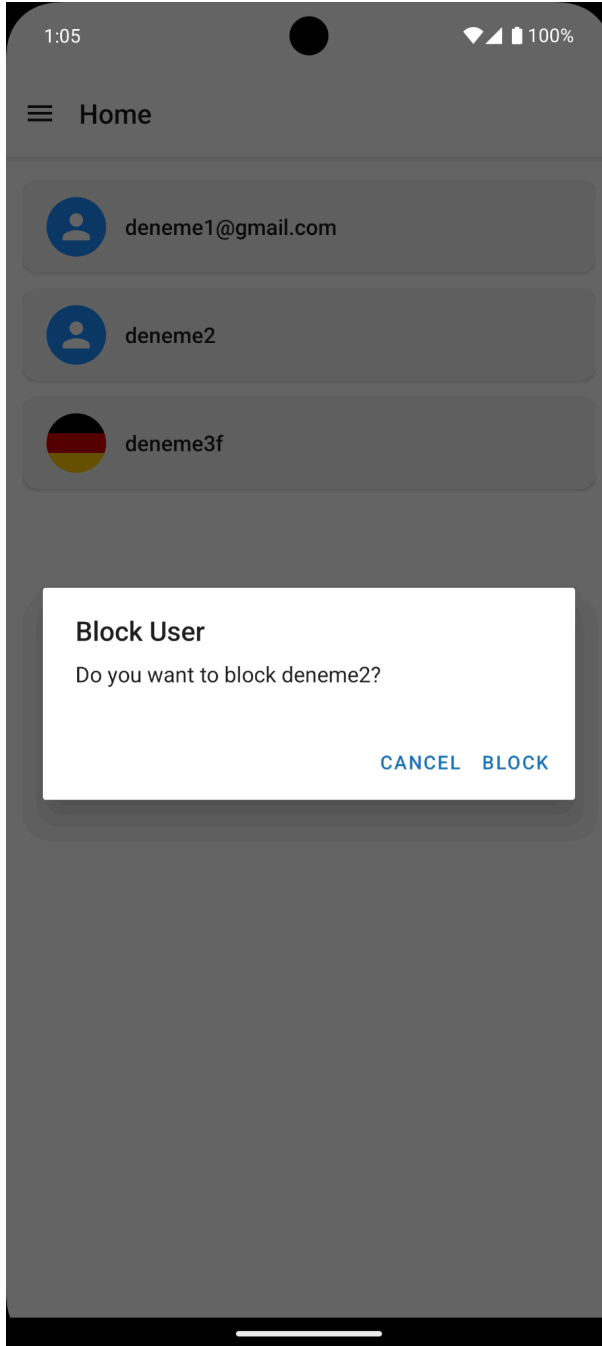 1:05 100%
Home
deneme1@gmail.com
deneme2
deneme3f
Block User
Do you want to block deneme2?
CANCEL BLOCK